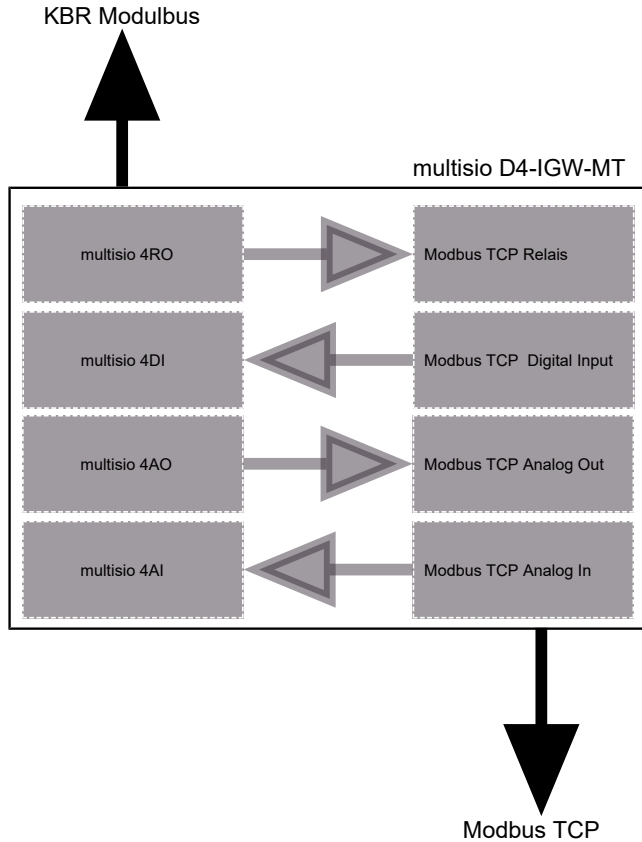 KBR Modulbus
multisio D4-IGW-MT
multisio 4RO
Modbus TCP Relais
multisio 4DI
Modbus TCP  Digital Input
multisio 4AO
Modbus TCP Analog Out
multisio 4AI
Modbus TCP Analog In
Modbus TCP